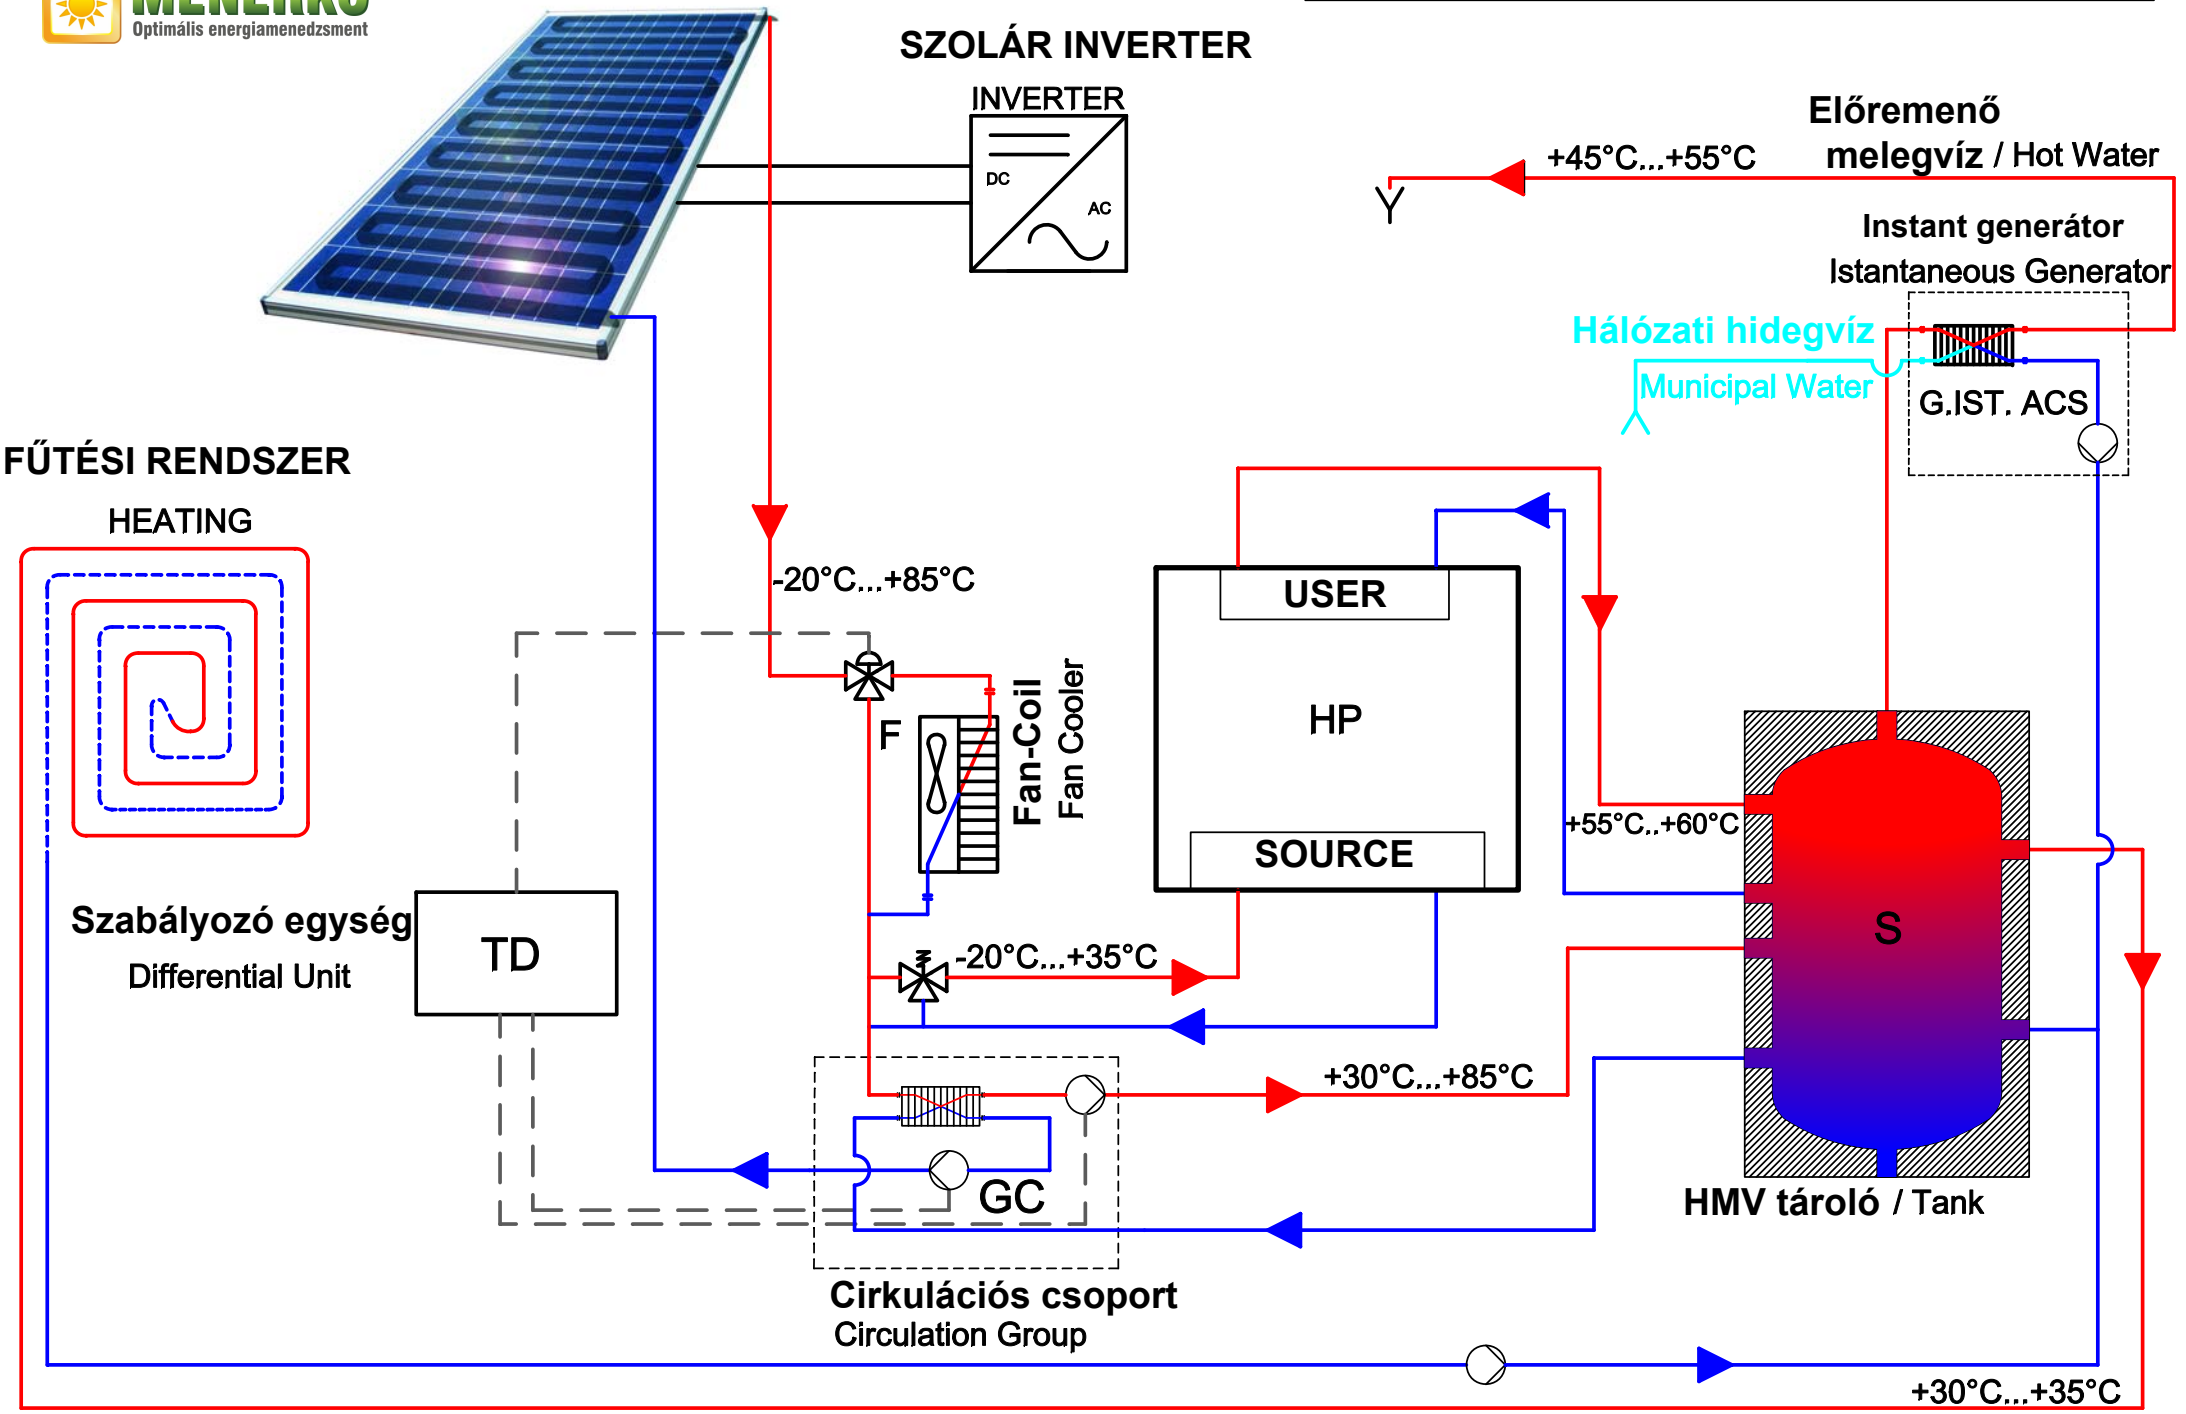 MENERKO
Optimális energiamenedzsment
SZOLÁR INVERTER
INVERTER
DC
AC
Előremenő
melegvíz / Hot Water
+45°C...+55°C
Instant generátor
Istantaneous Generator
Hálózati hidegvíz
Municipal Water
G.IST. ACS
FŰTÉSI RENDSZER
HEATING
-20°C...+85°C
USER
HP
SOURCE
F
Fan-Coil
Fan Cooler
+55°C..+60°C
S
Szabályozó egység
Differential Unit
TD
-20°C...+35°C
+30°C...+85°C
GC
HMV tároló / Tank
Cirkulációs csoport
Circulation Group
+30°C...+35°C